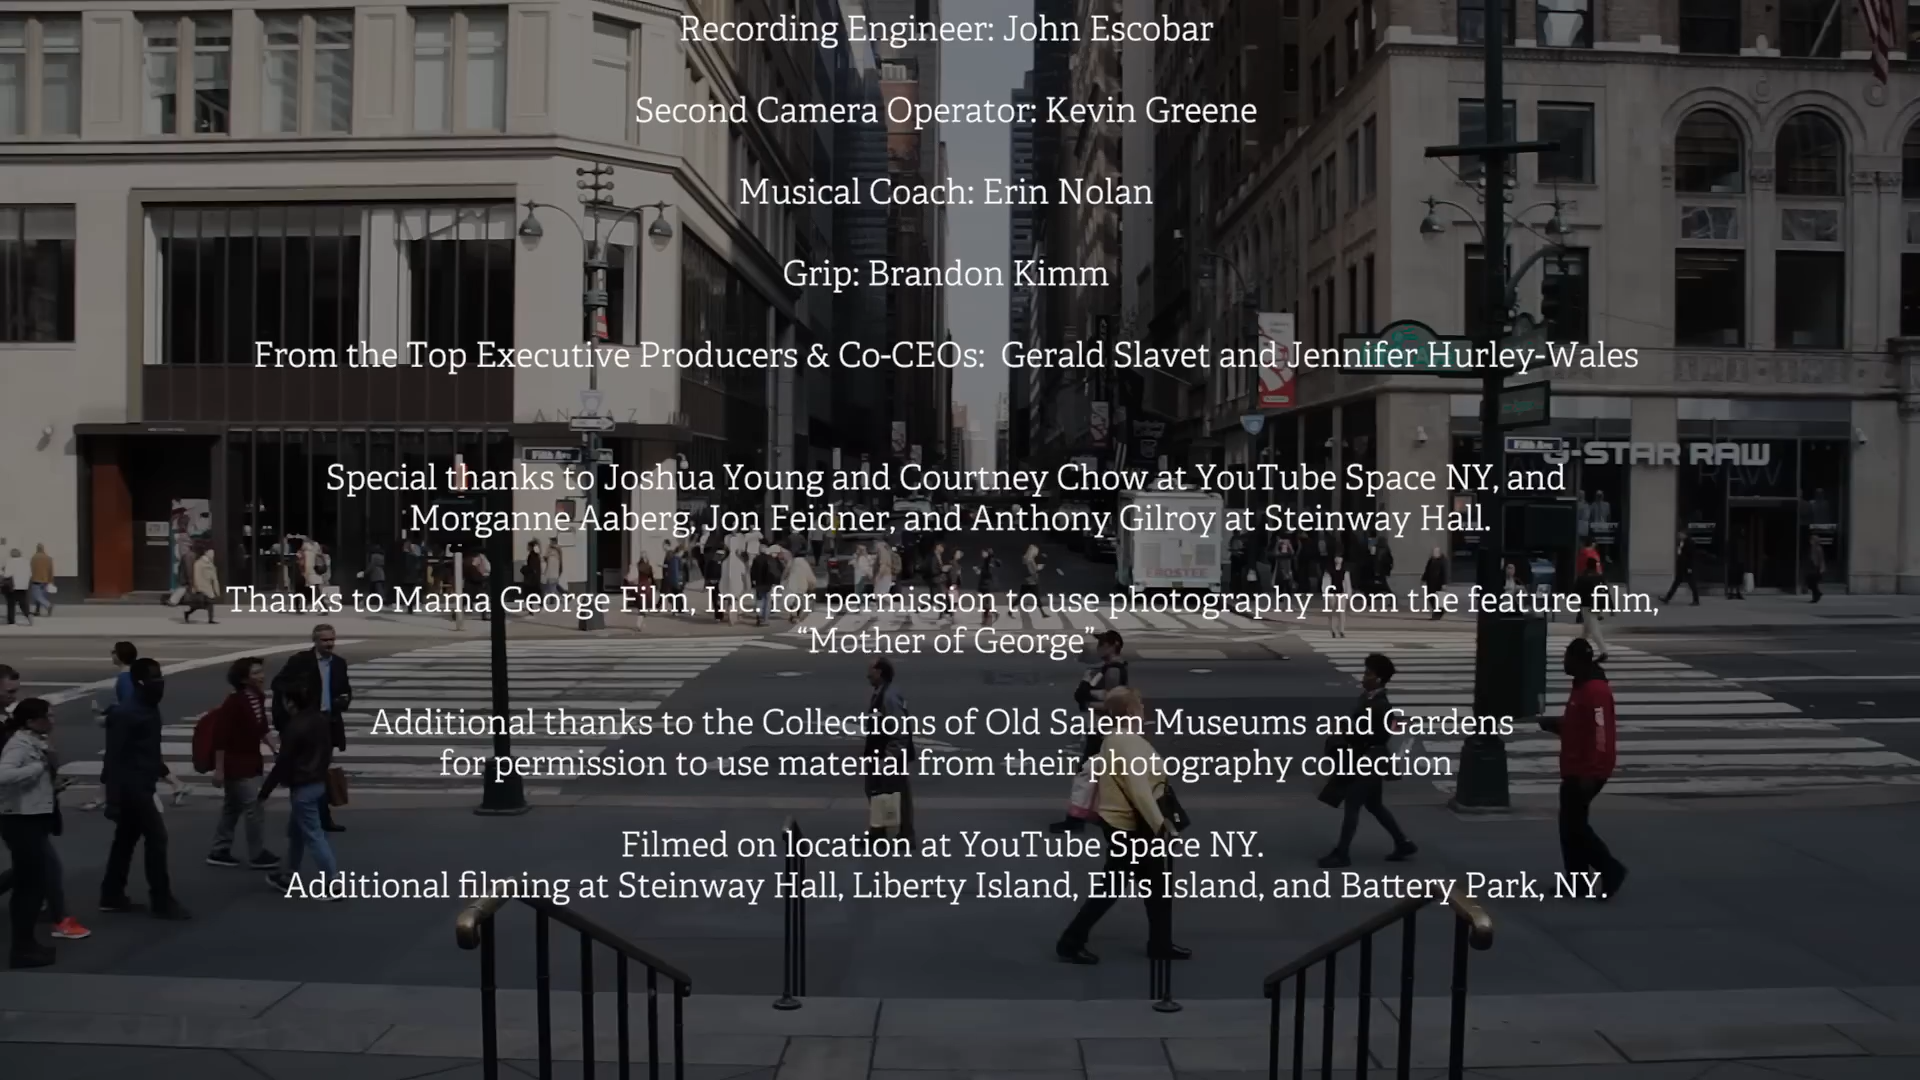 Recording Engineer: John Escobar
Second Camera Operator: Kevin Greene
Musical Coach: Erin Nolan
Grip: Brandon Kimm
From the Top Executive Producers & Co-CEOs:  Gerald Slavet and Jennifer Hurley-Wales
Fifth Ave
Fifth Ave
G-STAR RAW
RAW
Special thanks to Joshua Young and Courtney Chow at YouTube Space NY, and
Morganne Aaberg, Jon Feidner, and Anthony Gilroy at Steinway Hall.
Thanks to Mama George Film, Inc. for permission to use photography from the feature film,
“Mother of George”
Additional thanks to the Collections of Old Salem Museums and Gardens
for permission to use material from their photography collection
Filmed on location at YouTube Space NY.
Additional filming at Steinway Hall, Liberty Island, Ellis Island, and Battery Park, NY.